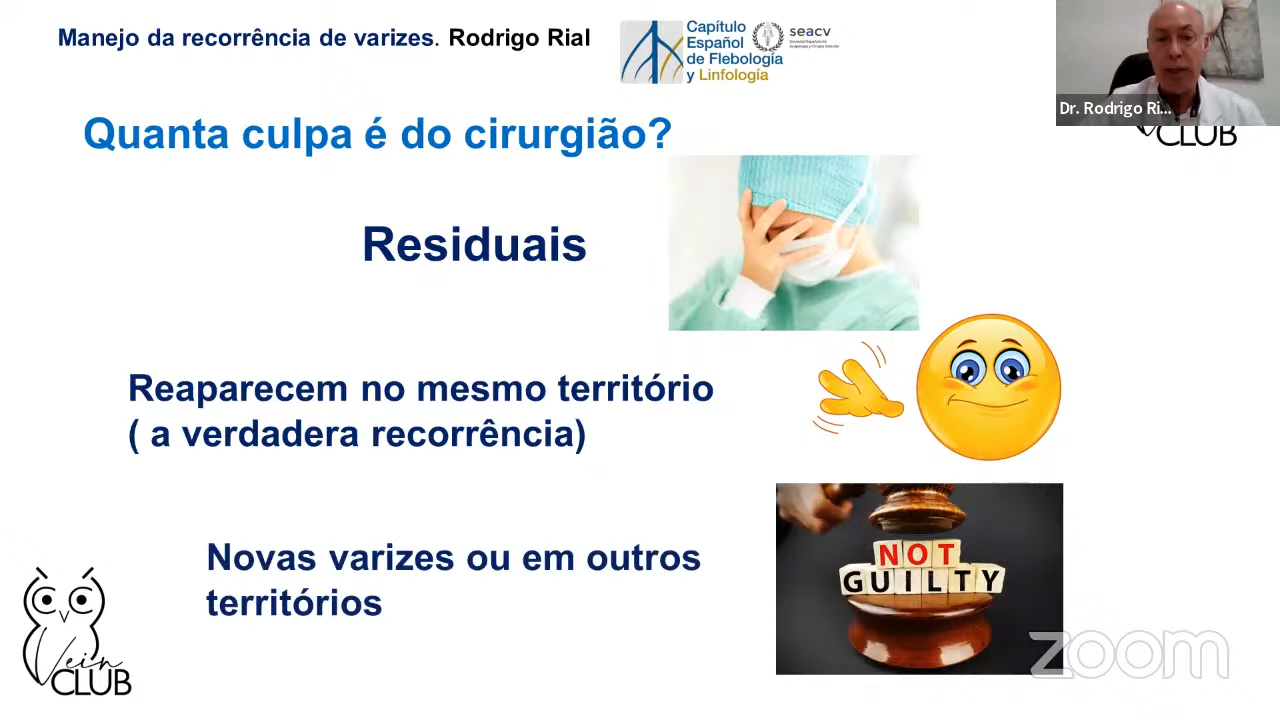 Manejo da recorrência de varizes. Rodrigo Rial
Capítulo
Español
de Flebología
y Linfología
seacv
Dr. Rodrigo Ri...
CLUB
Quanta culpa é do cirurgião?
Residuais
Reaparecem no mesmo território
( a verdadera recorrência)
NOT
GUILTY
Novas varizes ou em outros
territórios
Vein
CLUB
zoom